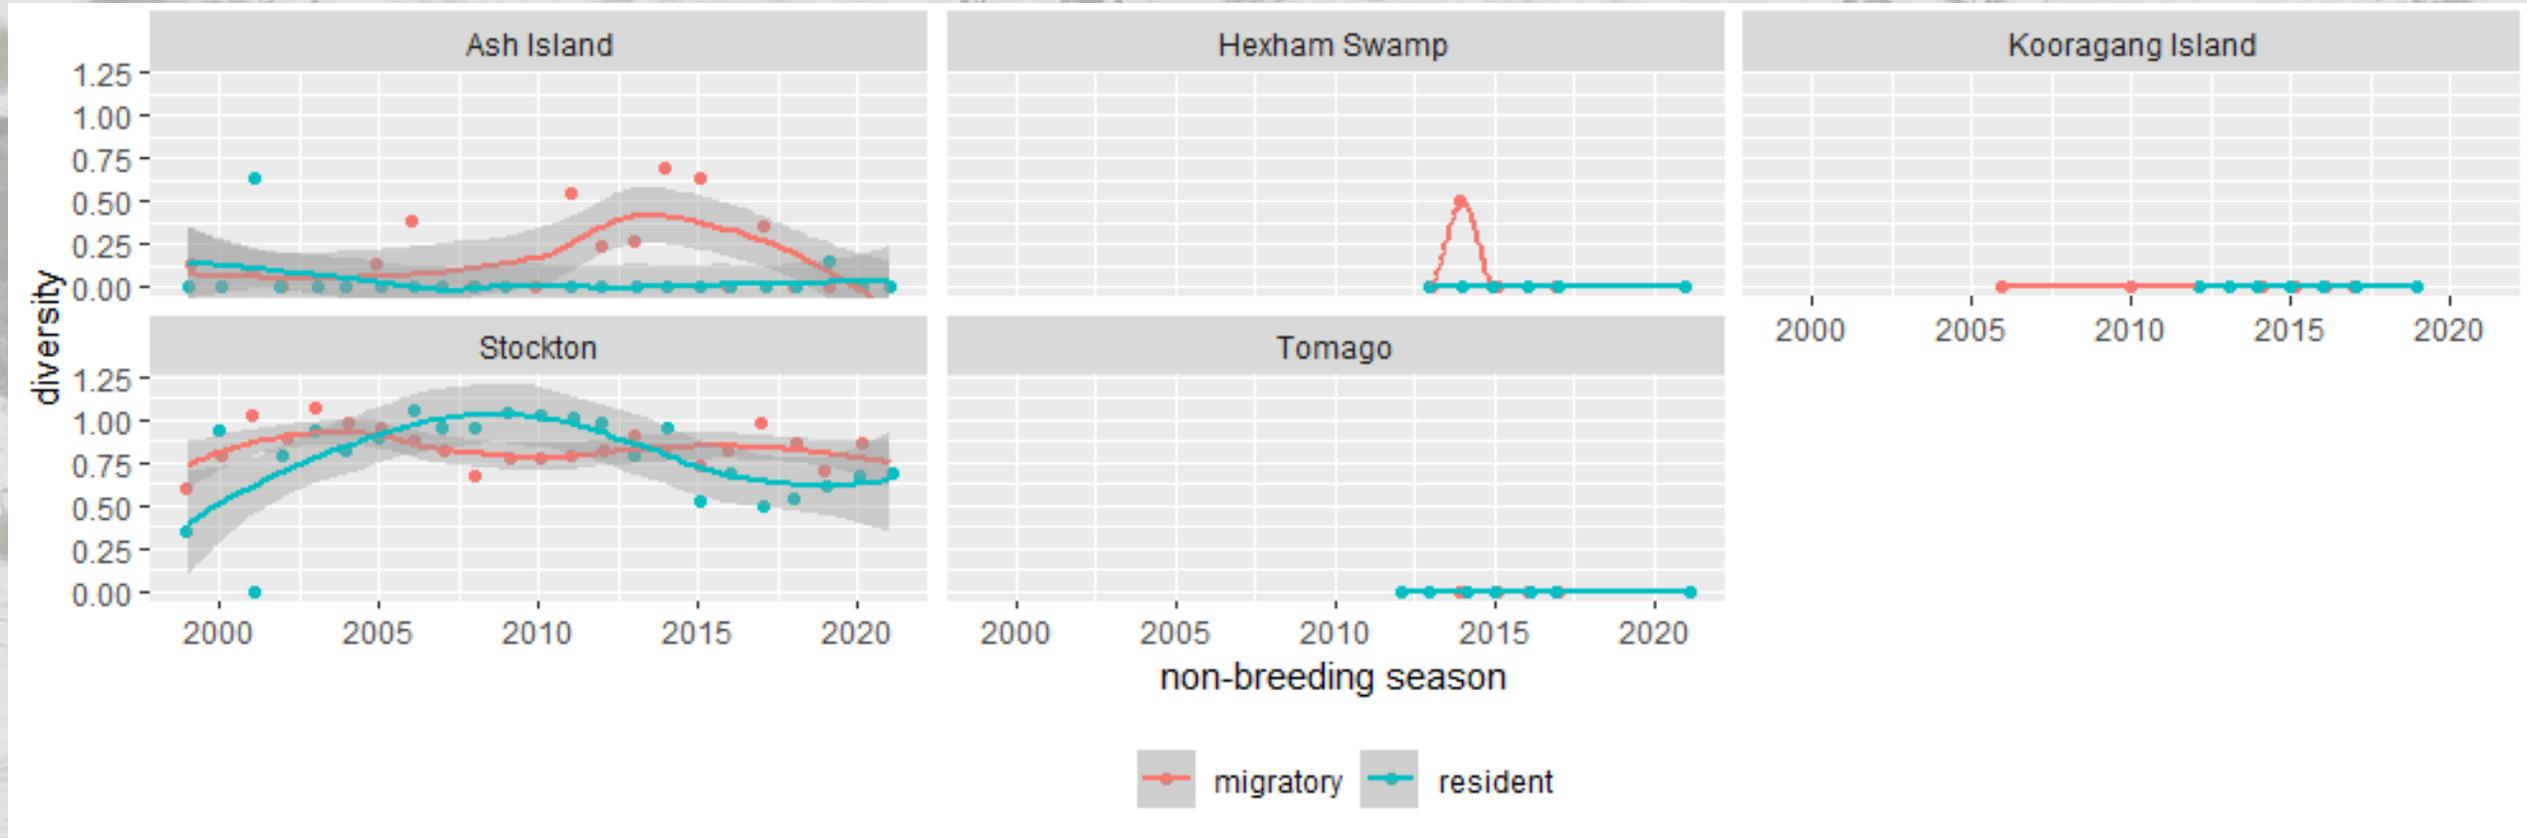 Ash Island
Hexham Swamp
Kooragang Island
1.25
1.00
0.75
0.50
0.25
0.00
2000 2005 2010 2015 2020
diversity
Stockton
Tomago
1.25
1.00
0.75
0.50
0.25
0.00
2000 2005 2010 2015 2020
2000 2005 2010 2015 2020
non-breeding season
migratory
resident